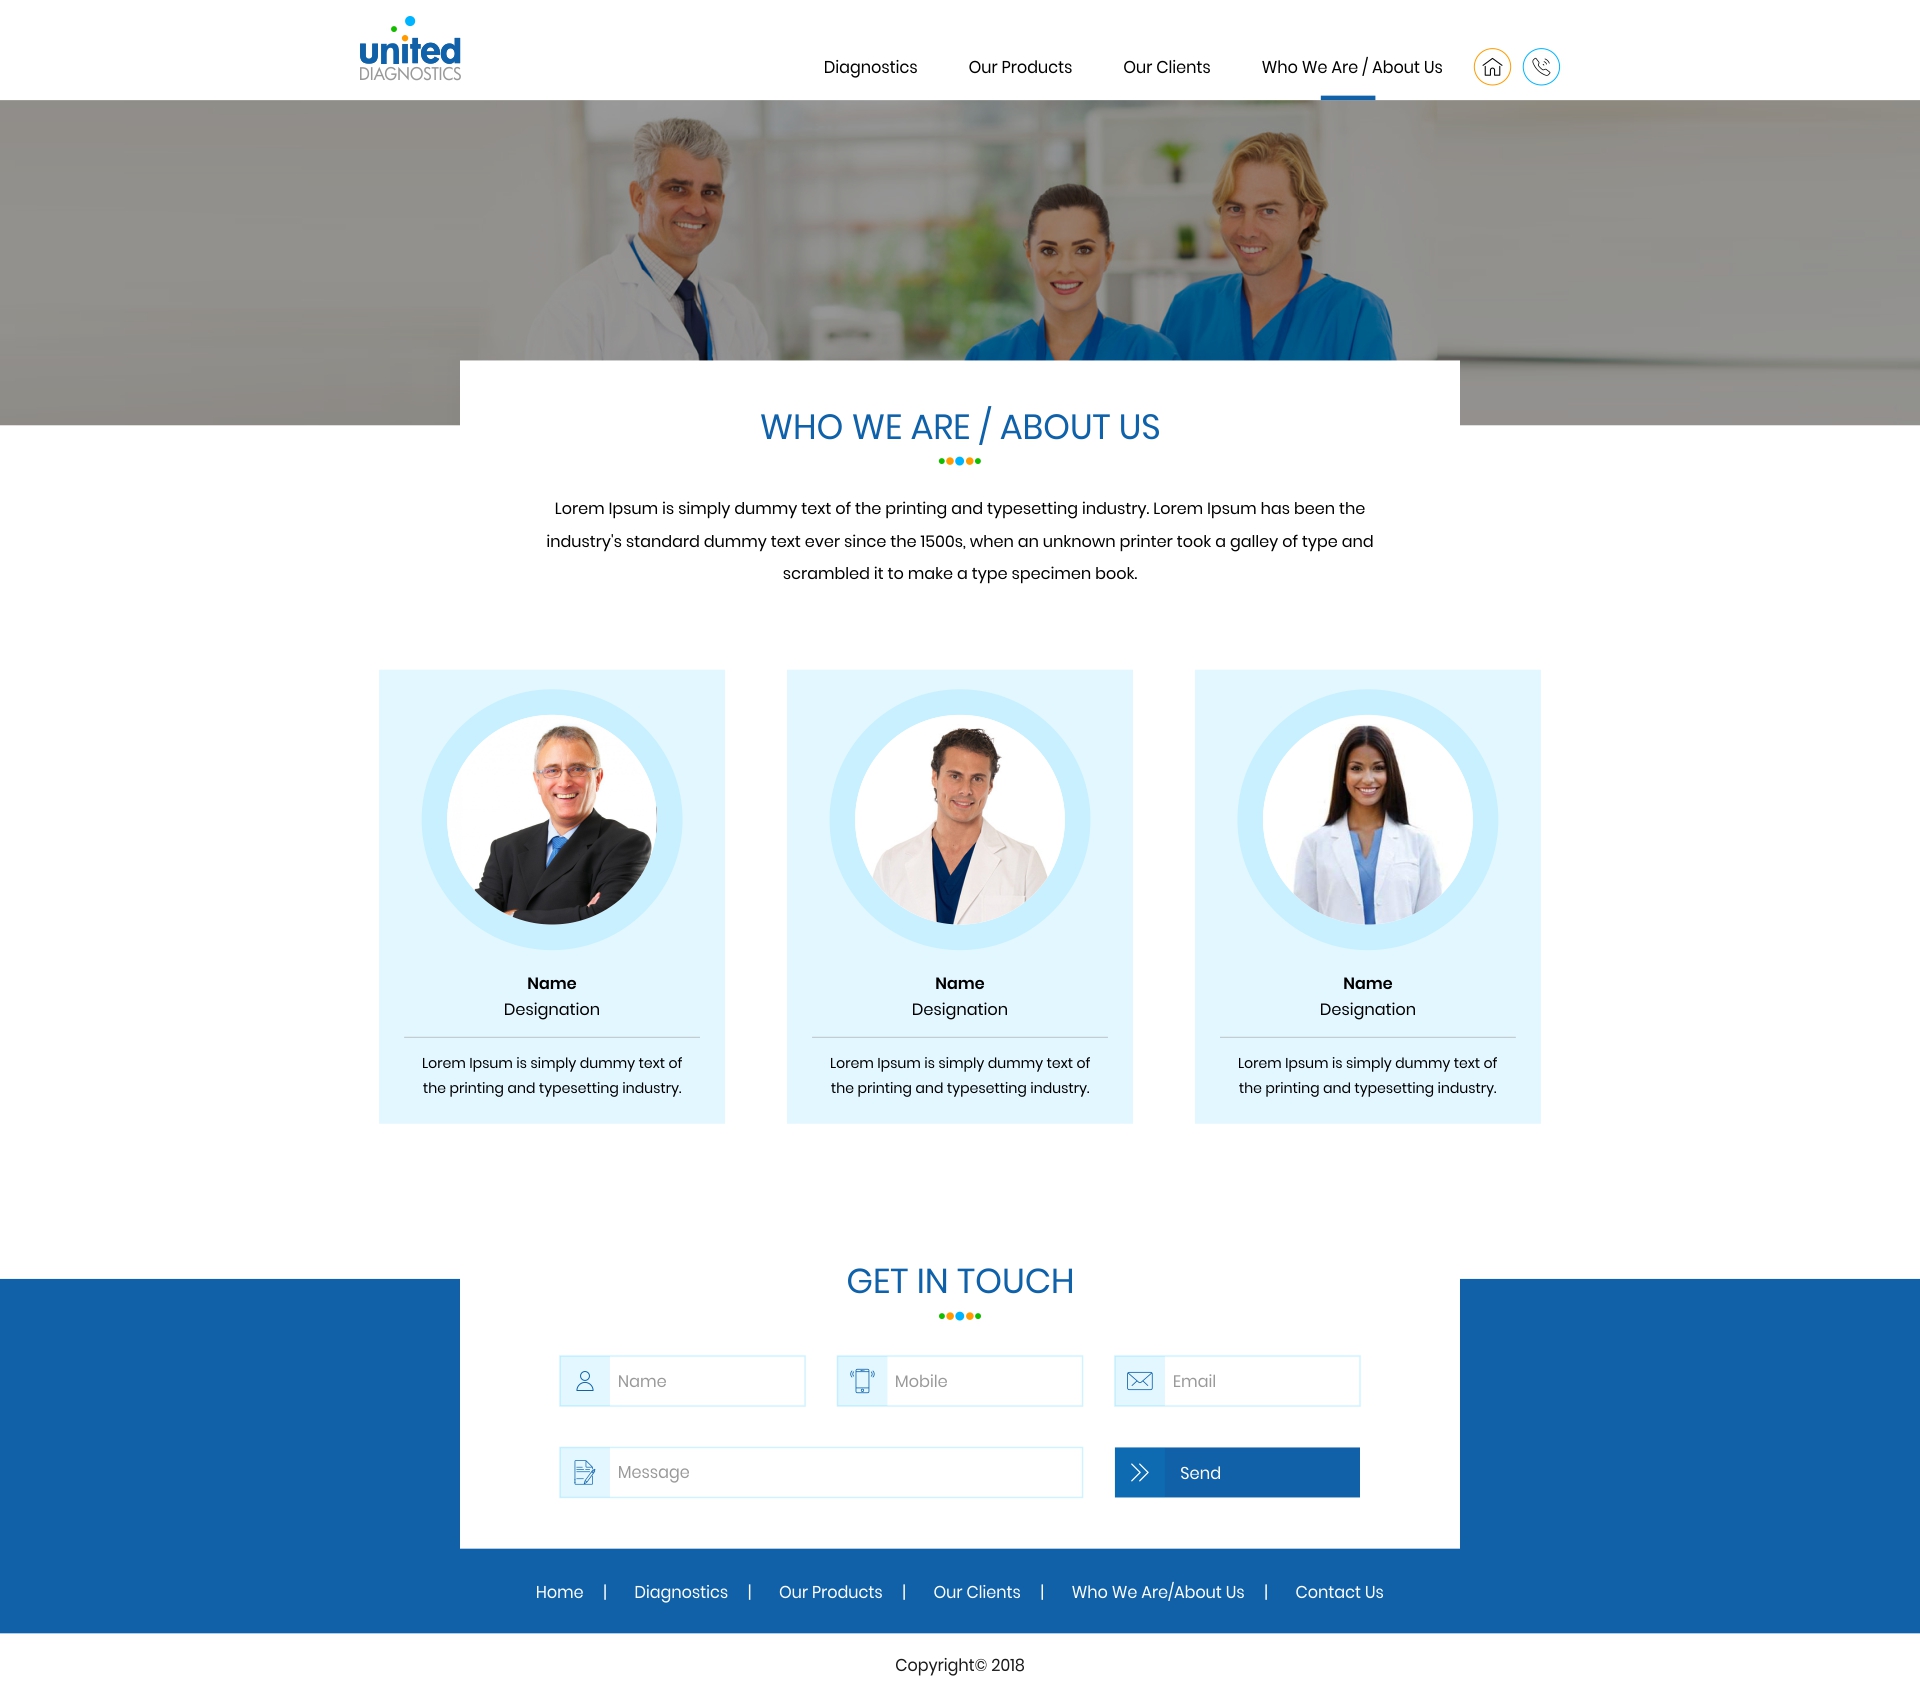 united
DIAGNOSTICS
Diagnostics
Our Products
Our Clients
Who We Are / About Us
WHO WE ARE / ABOUT US
Lorem Ipsum is simply dummy text of the printing and typesetting industry. Lorem Ipsum has been the
industry's standard dummy text ever since the 1500s, when an unknown printer took a galley of type and
scrambled it to make a type specimen book.
Name
Designation
Lorem Ipsum is simply dummy text of
the printing and typesetting industry.
Name
Designation
Lorem Ipsum is simply dummy text of
the printing and typesetting industry.
Name
Designation
Lorem Ipsum is simply dummy text of
the printing and typesetting industry.
GET IN TOUCH
Name
Mobile
Email
Message
Send
Home | Diagnostics | Our Products | Our Clients | Who We Are/About Us | Contact Us
Copyright© 2018